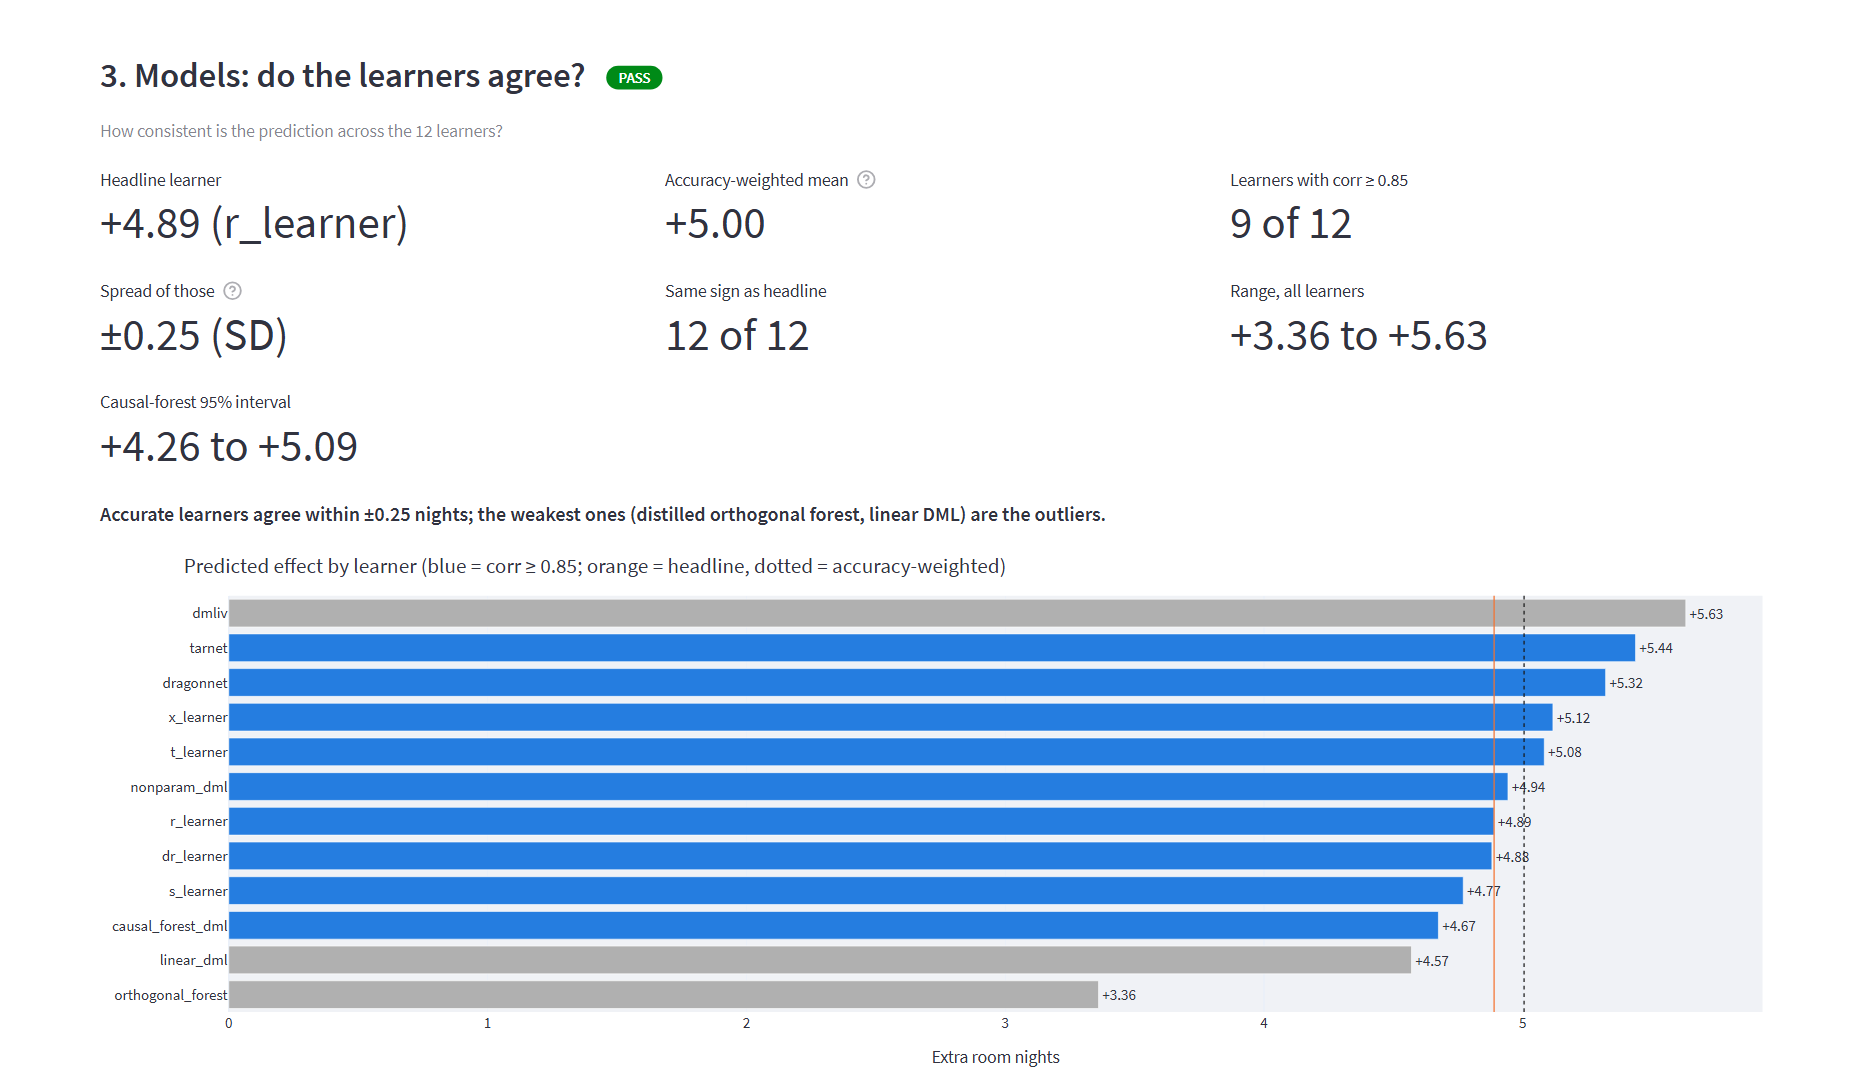 3. Models: do the learners agree? PASS
How consistent is the prediction across the 12 learners?
Headline learner
+4.89 (r_learner)
Accuracy-weighted mean ?
+5.00
Learners with corr ≥ 0.85
9 of 12
Spread of those ?
±0.25 (SD)
Same sign as headline
12 of 12
Range, all learners
+3.36 to +5.63
Causal-forest 95% interval
+4.26 to +5.09
Accurate learners agree within ±0.25 nights; the weakest ones (distilled orthogonal forest, linear DML) are the outliers.
Predicted effect by learner (blue = corr ≥ 0.85; orange = headline, dotted = accuracy-weighted)
dmliv +5.63
tarnet +5.44
dragonnet +5.32
x_learner +5.12
t_learner +5.08
nonparam_dml +4.94
r_learner +4.89
dr_learner +4.88
s_learner +4.77
causal_forest_dml +4.67
linear_dml +4.57
orthogonal_forest +3.36
0 1 2 3 4 5
Extra room nights